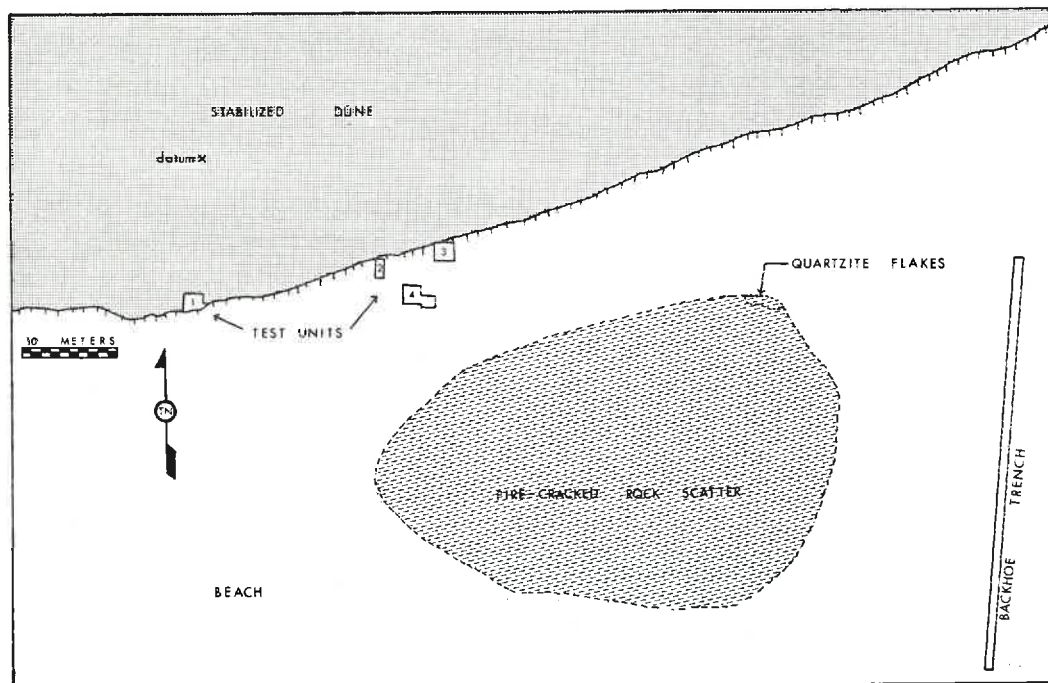 STABILIZED DUNE
datum x
3
2
QUARTZITE FLAKES
1
4
TEST UNITS
10 METERS
TN
FIRE-CRACKED ROCK SCATTER
BACKHOE TRENCH
BEACH